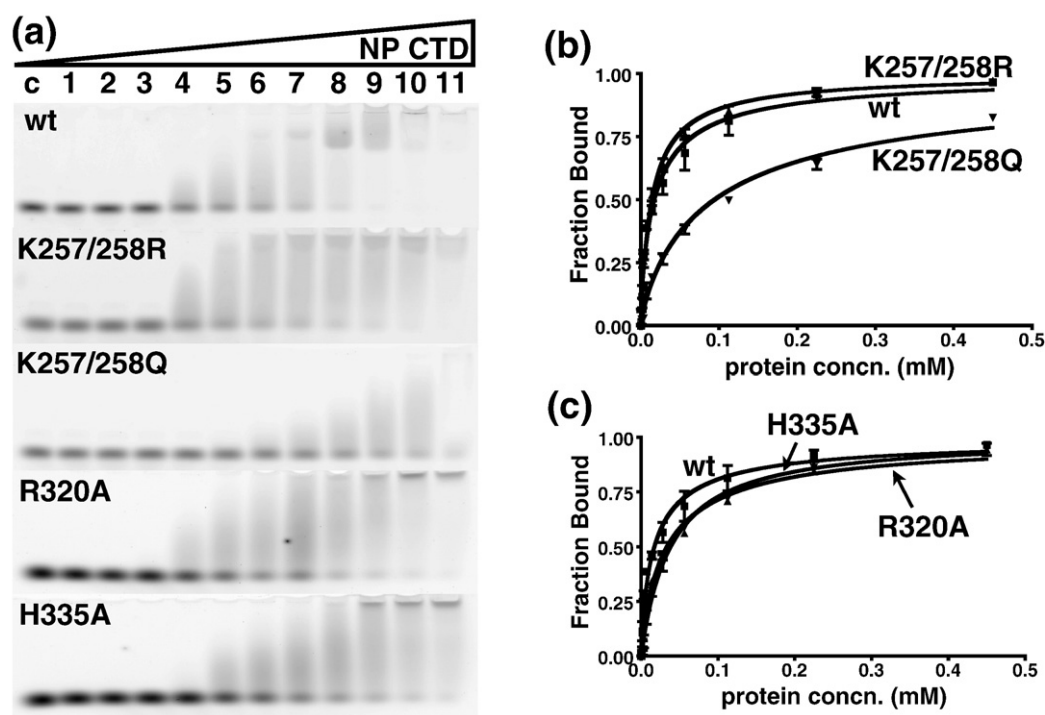 (a)
NP CTD
c 1 2 3 4 5 6 7 8 9 10 11
wt
K257/258R
K257/258Q
R320A
H335A
(b)
1.00
0.75
0.50
0.25
0.00
Fraction Bound
K257/258R
wt
K257/258Q
0.0 0.1 0.2 0.3 0.4 0.5
protein concn. (mM)
(c)
1.00
0.75
0.50
0.25
0.00
Fraction Bound
H335A
wt
R320A
0.0 0.1 0.2 0.3 0.4 0.5
protein concn. (mM)